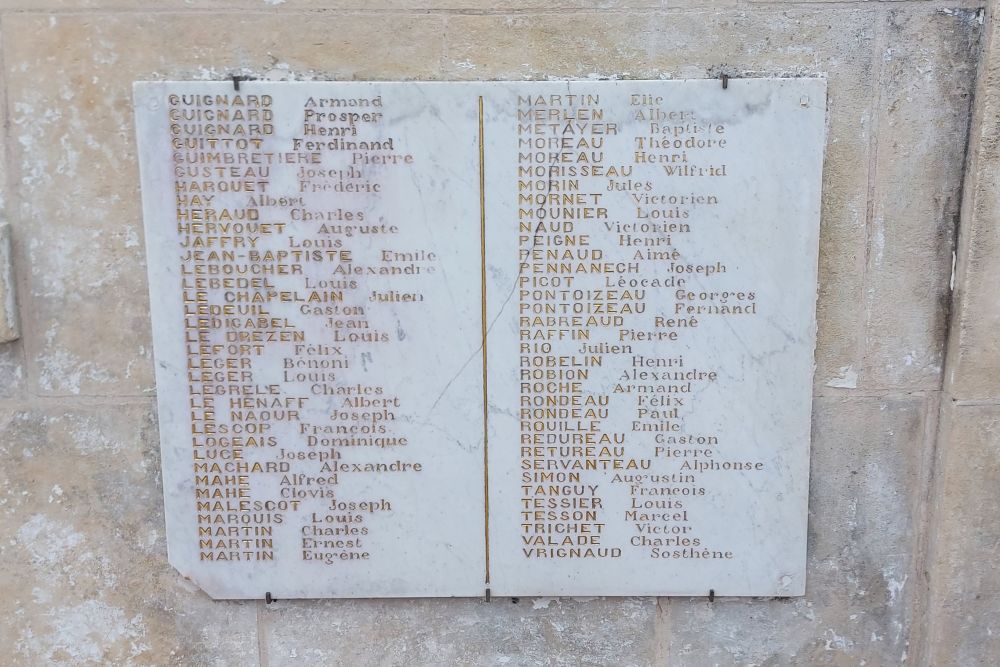 GUIGNARD Armand
GUIGNARD Prosper
GUIGNARD Henri
GUITTOT Ferdinand
GUIMBRETIERE Pierre
GUSTEAU Joseph
HARQUET Frédéric
HAY Albert
HERAUD Charles
HERVOUET Auguste
JAFFRY Louis
JEAN-BAPTISTE Emile
LEBOUCHER Alexandre
LEBEDEL Louis
LE CHAPELAIN Julien
LEDEUIL Gaston
LEDIGABEL Jean
LE DREZEN Louis
LEFORT Félix
LEGER Bénoni
LEGER Louis
LEGRELE Charles
LE HENAFF Albert
LE NAOUR Joseph
LESCOP François
LOGEAIS Dominique
LUCE Joseph
MACHARD Alexandre
MAHE Alfred
MAHE Clovis
MALESCOT Joseph
MARQUIS Louis
MARTIN Charles
MARTIN Ernest
MARTIN Eugène
MARTIN Elie
MERLEN Albert
METAYER Baptiste
MOREAU Théodore
MOREAU Henri
MORISSEAU Wilfrid
MORIN Jules
MORNET Victorien
MOUNIER Louis
NAUD Victorien
PEIGNE Henri
PENAUD Aimé
PENNANECH Joseph
PICOT Léocade
PONTOIZEAU Georges
PONTOIZEAU Fernand
RABREAUD René
RAFFIN Pierre
RIO Julien
ROBELIN Henri
ROBION Alexandre
ROCHE Armand
RONDEAU Félix
RONDEAU Paul
ROUILLE Emile
REDUREAU Gaston
RETUREAU Pierre
SERVANTEAU Alphonse
SIMON Augustin
TANGUY François
TESSIER Louis
TESSON Marcel
TRICHET Victor
VALADE Charles
VRIGNAUD Sosthène